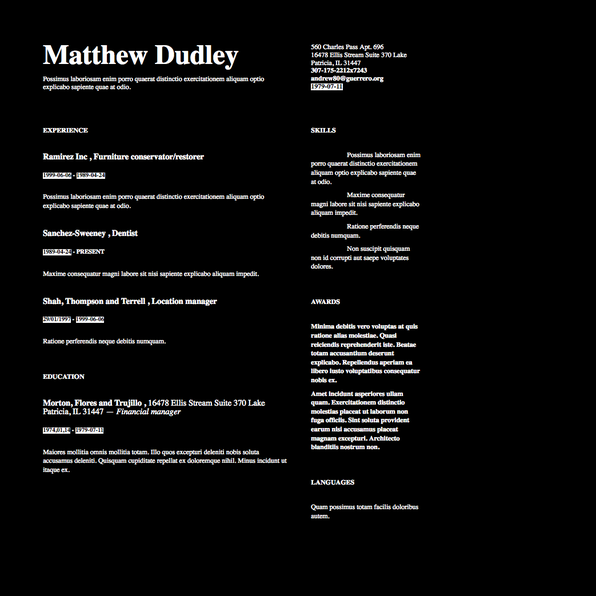 Matthew Dudley
Possimus laboriosam enim porro quaerat distinctio exercitationem aliquam optio
explicabo sapiente quae at odio.
560 Charles Pass Apt. 696
16478 Ellis Stream Suite 370 Lake
Patricia, IL 31447
307-175-2212x7243
andrew80@guerrero.org
1979-07-11
EXPERIENCE
Ramirez Inc , Furniture conservator/restorer
1999-06-06 - 1989-04-24
Possimus laboriosam enim porro quaerat distinctio exercitationem aliquam optio
explicabo sapiente quae at odio.
Sanchez-Sweeney , Dentist
1989-04-24 - PRESENT
Maxime consequatur magni labore sit nisi sapiente explicabo aliquam impedit.
Shah, Thompson and Terrell , Location manager
29/01/1997 - 1999-06-06
Ratione perferendis neque debitis numquam.
EDUCATION
Morton, Flores and Trujillo , 16478 Ellis Stream Suite 370 Lake
Patricia, IL 31447 — Financial manager
1974.01.14 - 1979-07-11
Maiores mollitia omnis mollitia totam. Illo quos excepturi deleniti nobis soluta
accusamus deleniti. Quisquam cupiditate repellat ex doloremque nihil. Minus incidunt ut
itaque ex.
SKILLS
Possimus laboriosam enim
porro quaerat distinctio exercitationem
aliquam optio explicabo sapiente quae
at odio.
Maxime consequatur
magni labore sit nisi sapiente explicabo
aliquam impedit.
Ratione perferendis neque
debitis numquam.
Non suscipit quisquam
non id corrupti aut saepe voluptates
dolores.
AWARDS
Minima debitis vero voluptas at quis
ratione alias molestiae. Quasi
reiciendis reprehenderit iste. Beatae
totam accusantium deserunt
explicabo. Repellendus aperiam ea
libero iusto voluptatibus consequatur
nobis ex.
Amet incidunt asperiores ullam
quam. Exercitationem distinctio
molestias placeat ut laborum non
fuga officiis. Sint soluta provident
earum nisi accusamus placeat
magnam excepturi. Architecto
blanditiis nostrum non.
LANGUAGES
Quam possimus totam facilis doloribus
autem.